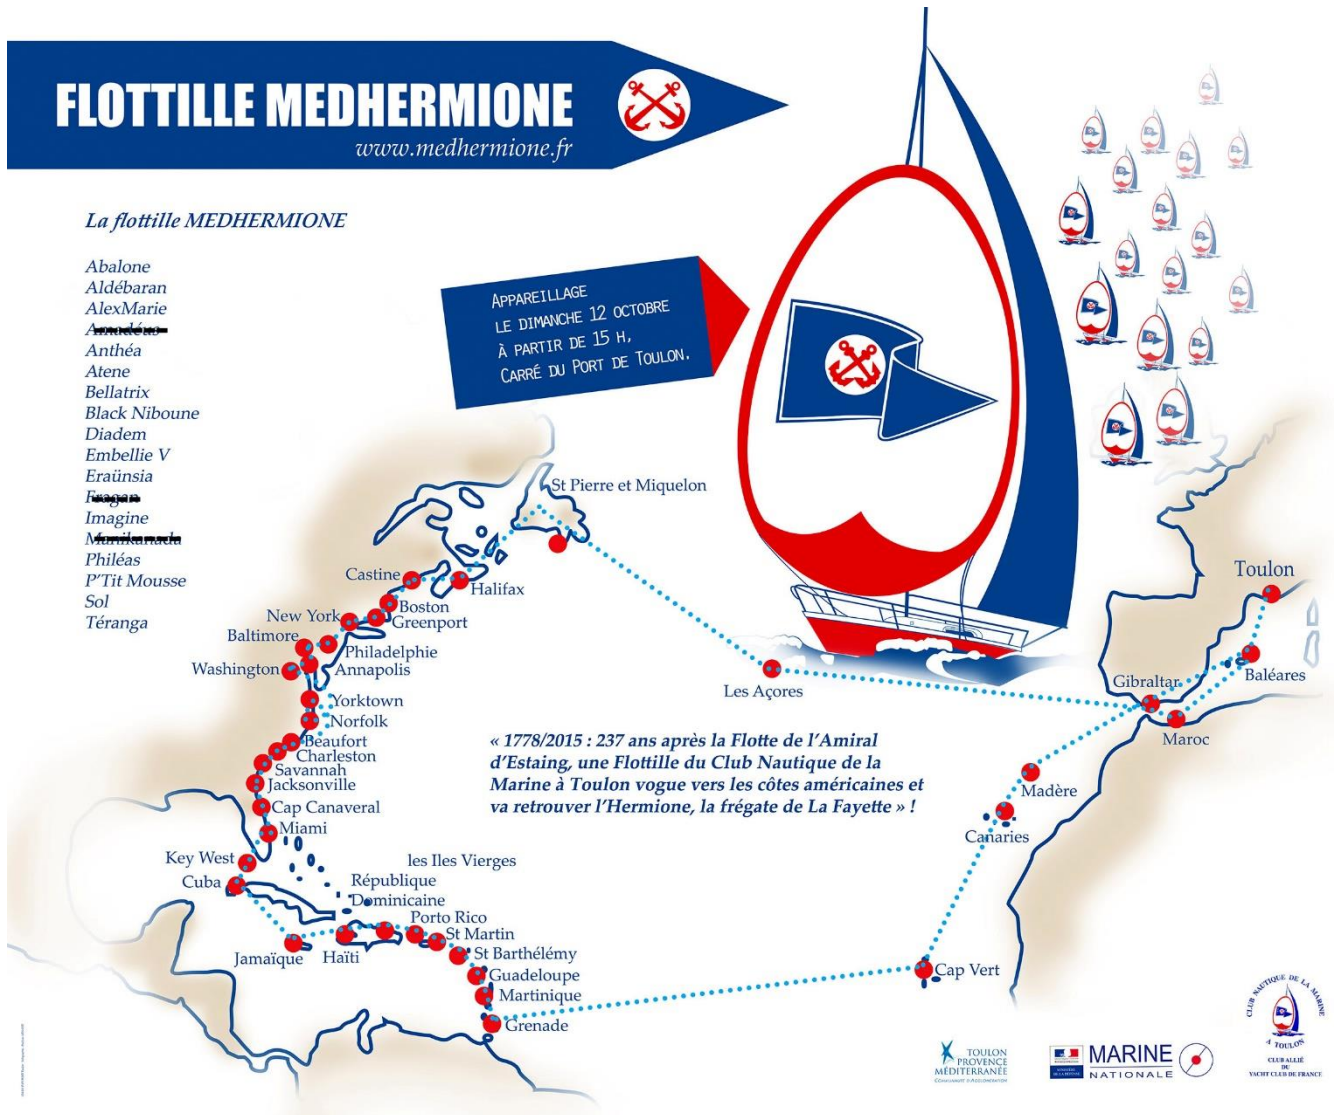 FLOTTILLE MEDHERMIONE
www.medhermione.fr
La flottille MEDHERMIONE
Abalone
Aldébaran
AlexMarie
Amadéus
Anthéa
Atene
Bellatrix
Black Niboune
Diadem
Embellie V
Eraünsia
Imagine
Philéas
P'Tit Mousse
Sol
Téranga
APPAREILLAGE
LE DIMANCHE 12 OCTOBRE
À PARTIR DE 15 H,
CARRÉ DU PORT DE TOULON.
St Pierre et Miquelon
Castine
Halifax
Boston
New York
Greenport
Baltimore
Philadelphie
Washington
Annapolis
Yorktown
Norfolk
Beaufort
Charleston
Savannah
Jacksonville
Cap Canaveral
Miami
Key West
Cuba
les Iles Vierges
République
Dominicaine
Porto Rico
St Martin
Jamaïque
Haïti
St Barthélémy
Guadeloupe
Martinique
Grenade
Les Açores
Toulon
Baléares
Gibraltar
Maroc
Madère
Canaries
Cap Vert
« 1778/2015 : 237 ans après la Flotte de l'Amiral
d'Estaing, une Flottille du Club Nautique de la
Marine à Toulon vogue vers les côtes américaines et
va retrouver l'Hermione, la frégate de La Fayette » !
TOULON
PROVENCE
MÉDITERRANÉE
COMMUNAUTÉ D'AGGLOMÉRATION
MARINE
NATIONALE
CLUB NAUTIQUE DE LA MARINE
A TOULON
CLUB ALLIÉ
DU
YACHT CLUB DE FRANCE